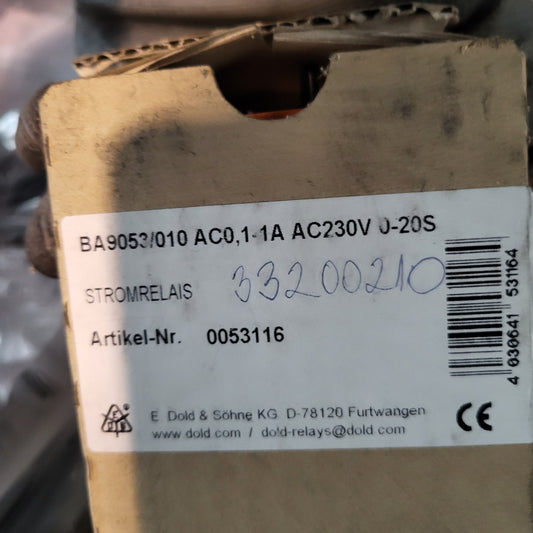 BA9053/010 AC0,1-1A AC230V 0-20S
STROMRELAIS 33200210
Artikel-Nr. 0053116
4 030641 531164
E. Dold & Söhne KG D-78120 Furtwangen
www.dold.com / dold-relays@dold.com
CE